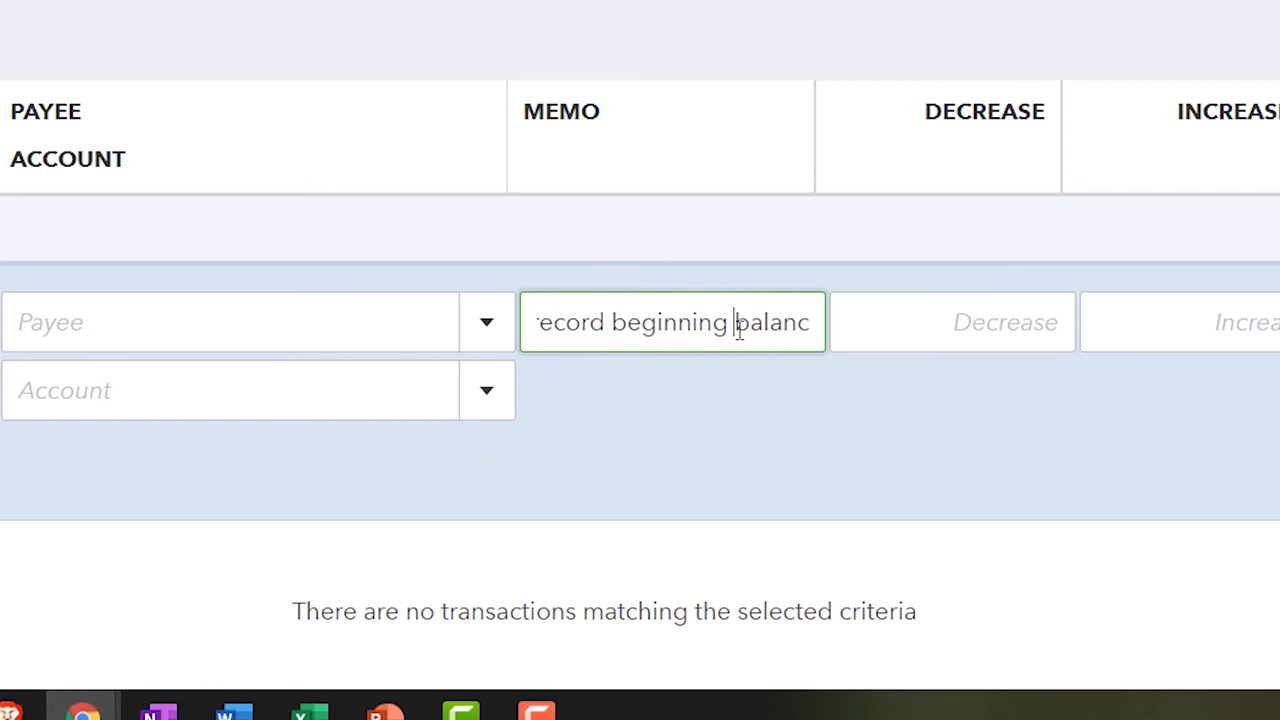 PAYEE MEMO DECREASE INCREAS
ACCOUNT
Payee record beginning balanc Decrease Increa
Account
There are no transactions matching the selected criteria
N W X P